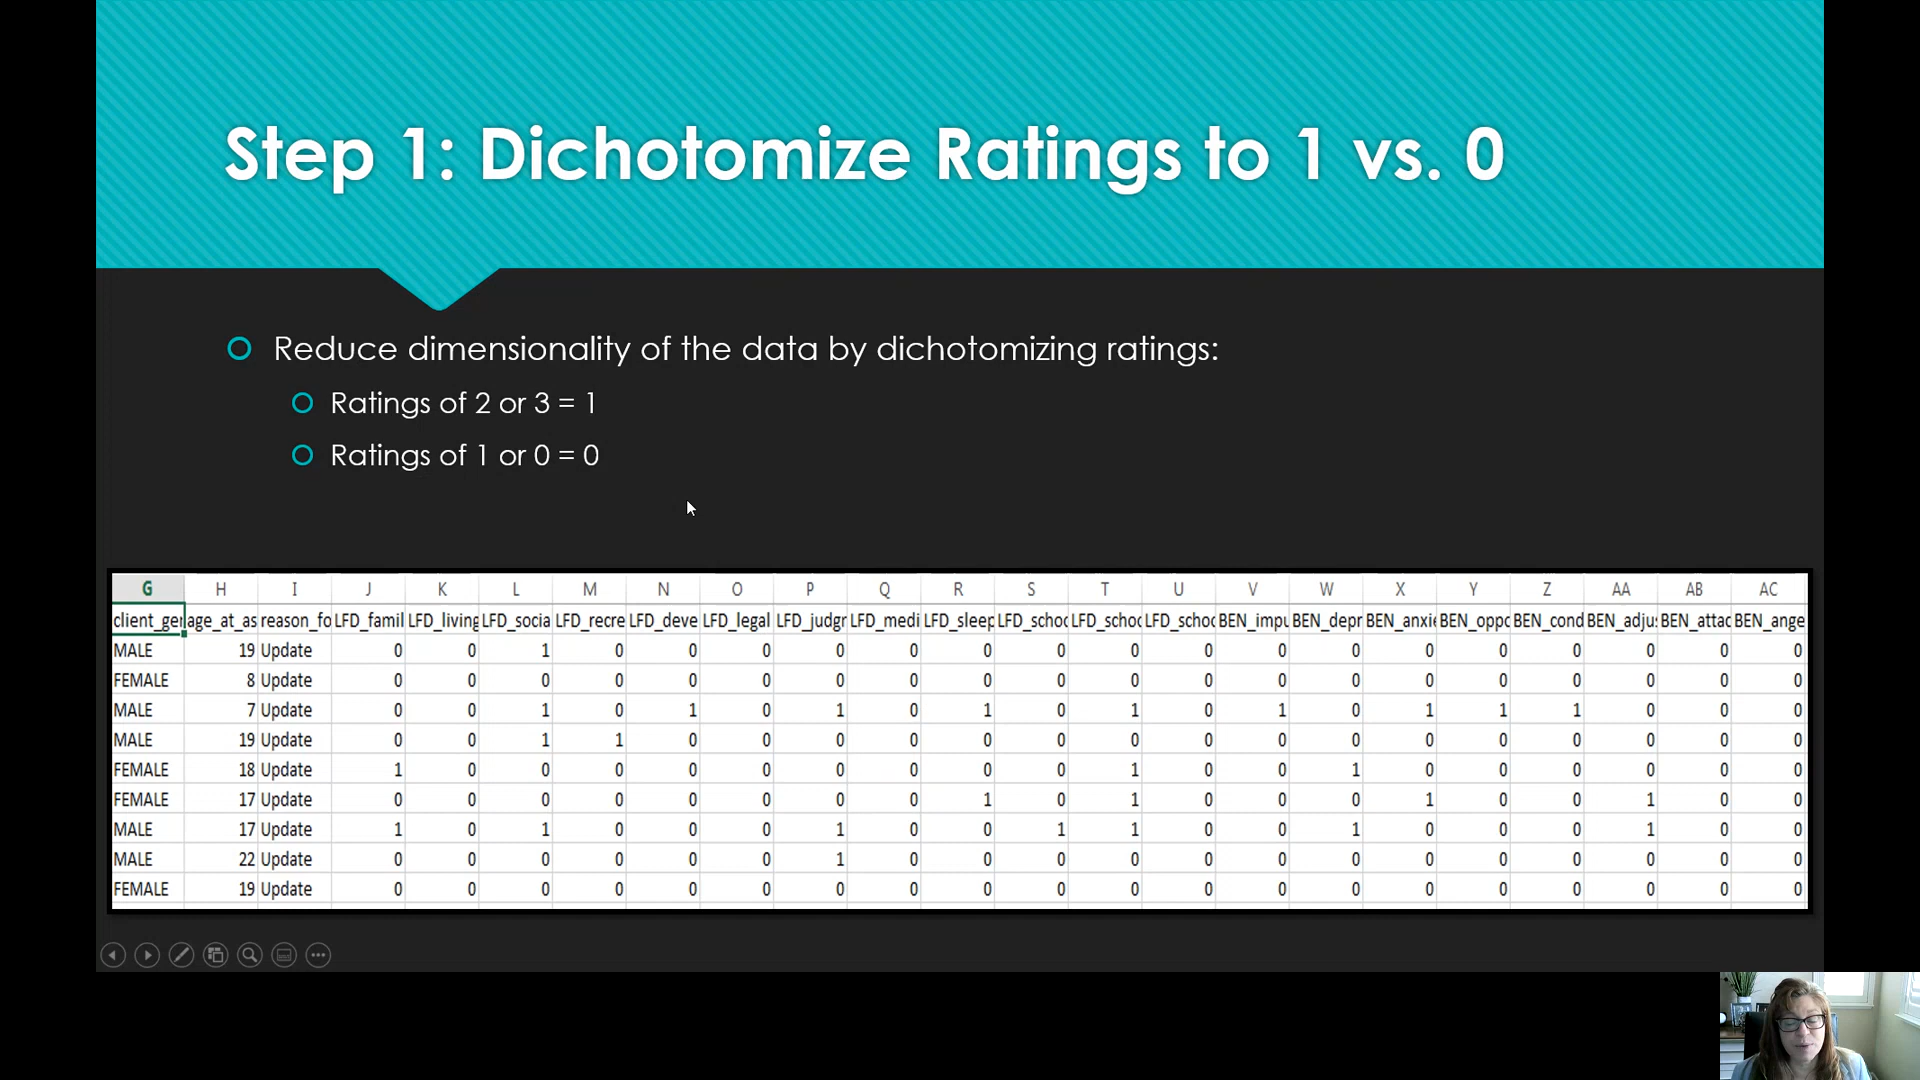 Step 1: Dichotomize Ratings to 1 vs. 0
Reduce dimensionality of the data by dichotomizing ratings:
Ratings of 2 or 3 = 1
Ratings of 1 or 0 = 0
G H I J K L M N O P Q R S T U V W X Y Z AA AB AC
client_ger age_at_as reason_fo LFD_famil LFD_living LFD_socia LFD_recre LFD_deve LFD_legal LFD_judgr LFD_medi LFD_sleep LFD_schoc LFD_schoc LFD_schoc BEN_impu BEN_depr BEN_anxi BEN_oppo BEN_cond BEN_adjus BEN_attac BEN_ange
MALE 19 Update 0 0 1 0 0 0 0 0 0 0 0 0 0 0 0 0 0 0 0 0
FEMALE 8 Update 0 0 0 0 0 0 0 0 0 0 0 0 0 0 0 0 0 0 0 0
MALE 7 Update 0 0 1 0 1 0 1 0 1 0 1 0 1 0 1 1 1 0 0 0
MALE 19 Update 0 0 1 1 0 0 0 0 0 0 0 0 0 0 0 0 0 0 0 0
FEMALE 18 Update 1 0 0 0 0 0 0 0 0 0 1 0 0 1 0 0 0 0 0 0
FEMALE 17 Update 0 0 0 0 0 0 0 0 1 0 1 0 0 0 1 0 0 1 0 0
MALE 17 Update 1 0 1 0 0 0 1 0 0 1 1 0 0 1 0 0 0 1 0 0
MALE 22 Update 0 0 0 0 0 0 1 0 0 0 0 0 0 0 0 0 0 0 0 0
FEMALE 19 Update 0 0 0 0 0 0 0 0 0 0 0 0 0 0 0 0 0 0 0 0